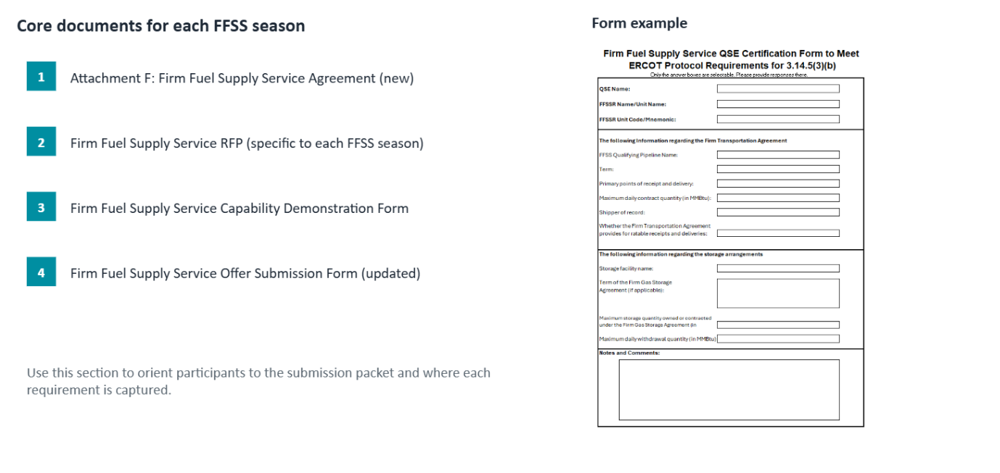 Core documents for each FFSS season
1
Attachment F: Firm Fuel Supply Service Agreement (new)
2
Firm Fuel Supply Service RFP (specific to each FFSS season)
3
Firm Fuel Supply Service Capability Demonstration Form
4
Firm Fuel Supply Service Offer Submission Form (updated)
Use this section to orient participants to the submission packet and where each
requirement is captured.
Form example
Firm Fuel Supply Service QSE Certification Form to Meet
ERCOT Protocol Requirements for 3.14.5(3)(b)
Only the answer boxes are selectable. Please provide responses there.
QSE Name:
FFSSR Name/Unit Name:
FFSSR Unit Code/Mnemonic:
The following Information regarding the Firm Transportation Agreement
FFSS Qualifying Pipeline Name:
Term:
Primary points of receipt and delivery:
Maximum daily contract quantity (in MMBtu):
Shipper of record:
Whether the Firm Transportation Agreement
provides for ratable receipts and deliveries:
The following information regarding the storage arrangements
Storage facility name:
Term of the Firm Gas Storage
Agreement (if applicable):
Maximum storage quantity owned or contracted
under the Firm Gas Storage Agreement (in
Maximum daily withdrawal quantity (in MMBtu)
Notes and Comments: